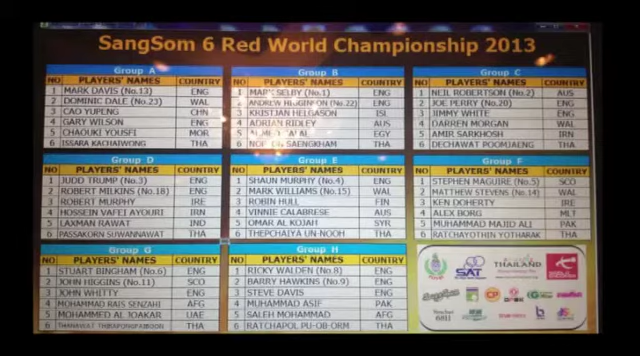 SangSom 6 Red World Championship 2013
Group A
NO PLAYERS' NAMES COUNTRY
1 MARK DAVIS (No.13) ENG
2 DOMINIC DALE (No.23) WAL
3 CAO YUPENG CHN
4 GARY WILSON ENG
5 CHAOUKI YOUSFI MOR
6 ISSARA KACHAIWONG THA
Group B
NO PLAYERS' NAMES COUNTRY
1 MARK SELBY (No.1) ENG
2 ANDREW HIGGINSON (No.22) ENG
3 KRISTJAN HELGASON ISL
4 ADRIAN RIDLEY AUS
5 GALAL EGY
6 SAENGKHAM THA
Group C
NO PLAYERS' NAMES COUNTRY
1 NEIL ROBERTSON (No.2) AUS
2 JOE PERRY (No.20) ENG
3 JIMMY WHITE ENG
4 DARREN MORGAN WAL
5 AMIR SARKHOSH IRN
6 DECHAWAT POOMJAENG THA
Group D
NO PLAYERS' NAMES COUNTRY
1 JUDD TRUMP (No.3) ENG
2 ROBERT MILKINS (No.18) ENG
3 ROBERT MURPHY IRE
4 HOSSEIN VAFEI AYOURI IRN
5 LAXMAN RAWAT IND
6 PASSAKORN SUWANNAWAT THA
Group E
NO PLAYERS' NAMES COUNTRY
1 SHAUN MURPHY (No.4) ENG
2 MARK WILLIAMS (No.15) WAL
3 ROBIN HULL FIN
4 VINNIE CALABRESE AUS
5 OMAR AL KOJAH SYR
6 THEPCHAIYA UN-NOOH THA
Group F
NO PLAYERS' NAMES COUNTRY
1 STEPHEN MAGUIRE (No.5) SCO
2 MATTHEW STEVENS (No.14) WAL
3 KEN DOHERTY IRE
4 ALEX BORG MLT
5 MUHAMMAD MAJID ALI PAK
6 RATCHAYOTHIN YOTHARAK THA
Group G
NO PLAYERS' NAMES COUNTRY
1 STUART BINGHAM (No.6) ENG
2 JOHN HIGGINS (No.11) SCO
3 JOHN WHITTY ENG
4 MOHAMMAD RAIS SENZAHI AFG
5 MOHAMMED AL JOAKAR UAE
6 THANAWAT TIRAPONGPAIBOON THA
Group H
NO PLAYERS' NAMES COUNTRY
1 RICKY WALDEN (No.8) ENG
2 BARRY HAWKINS (No.9) ENG
3 STEVE DAVIS ENG
4 MUHAMMAD ASIF PAK
5 SALEH MOHAMMAD AFG
6 RATCHAPOL PU-OB-ORM THA
SAT THAILAND
SangSom CP